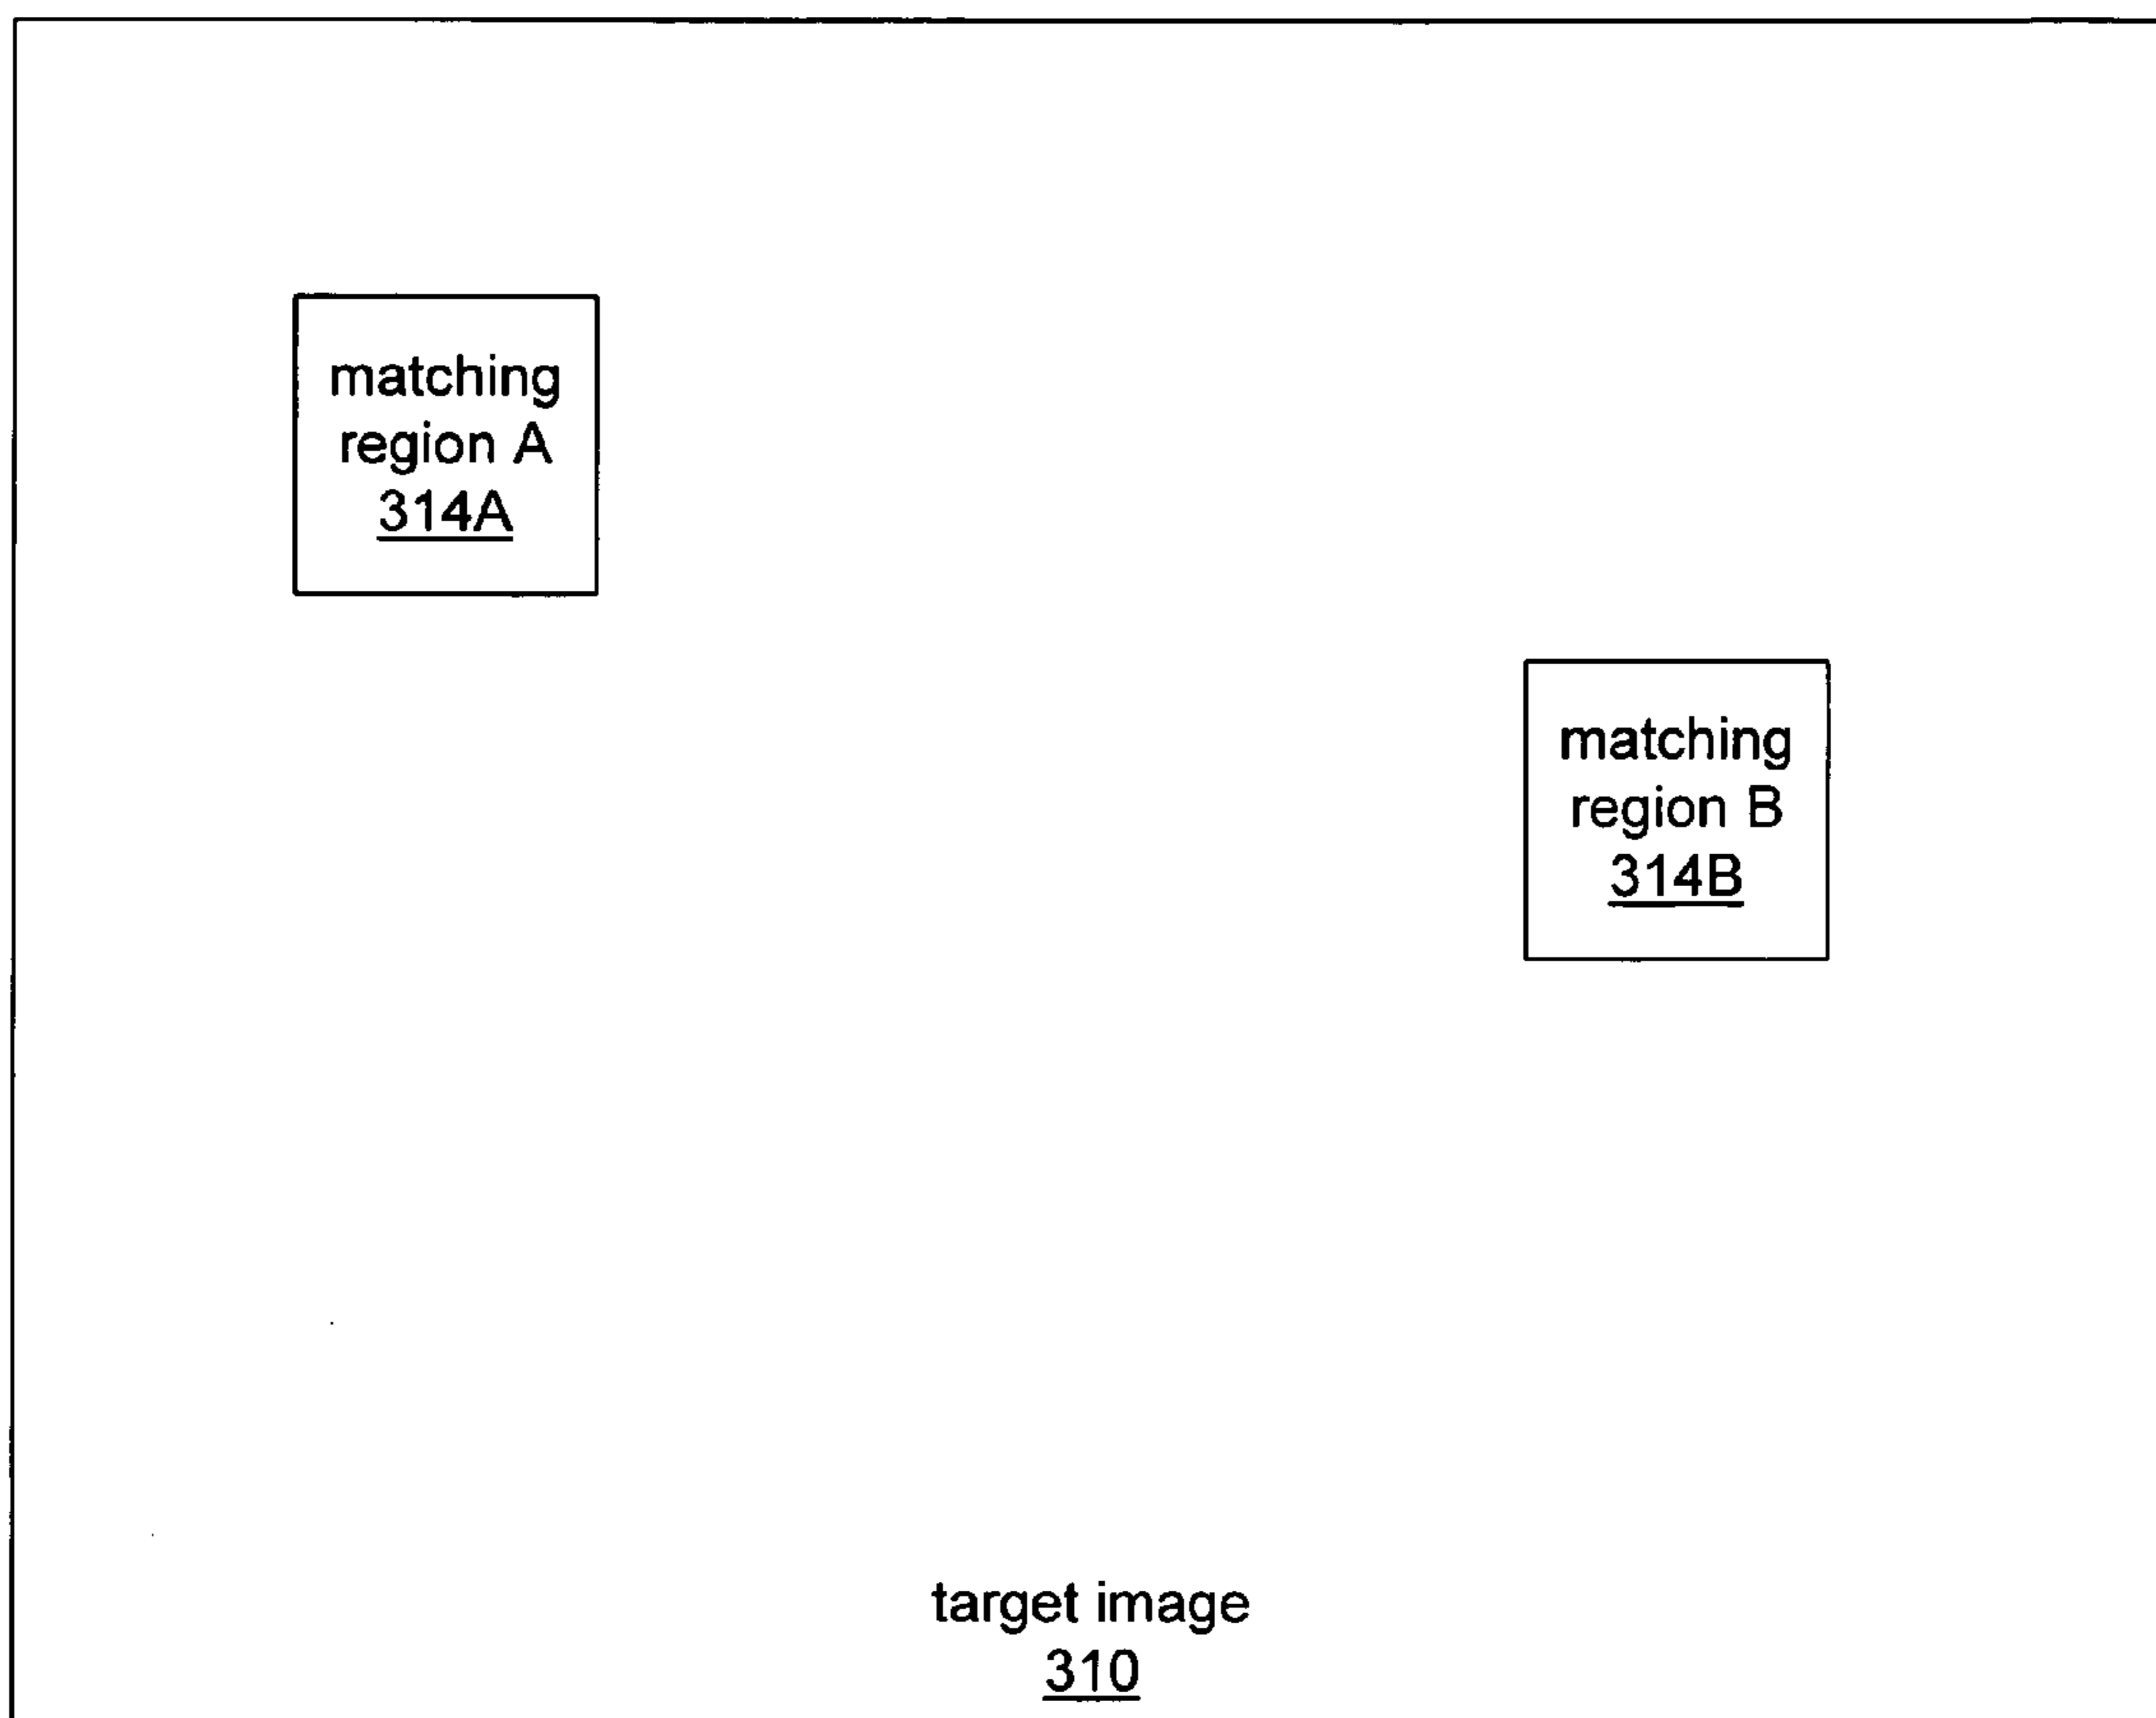 matching
region A
314A
matching
region B
314B
target image
310